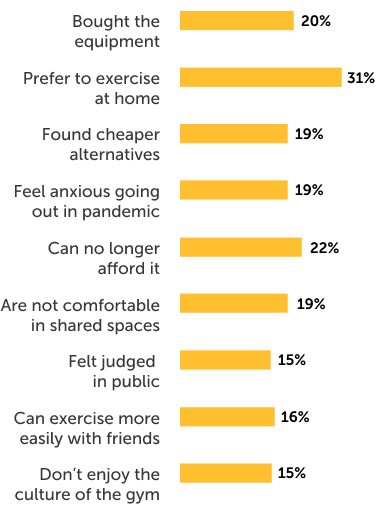 Bought the
equipment
20%
Prefer to exercise
at home
31%
Found cheaper
alternatives
19%
Feel anxious going
out in pandemic
19%
Can no longer
afford it
22%
Are not comfortable
in shared spaces
19%
Felt judged
in public
15%
Can exercise more
easily with friends
16%
Don’t enjoy the
culture of the gym
15%